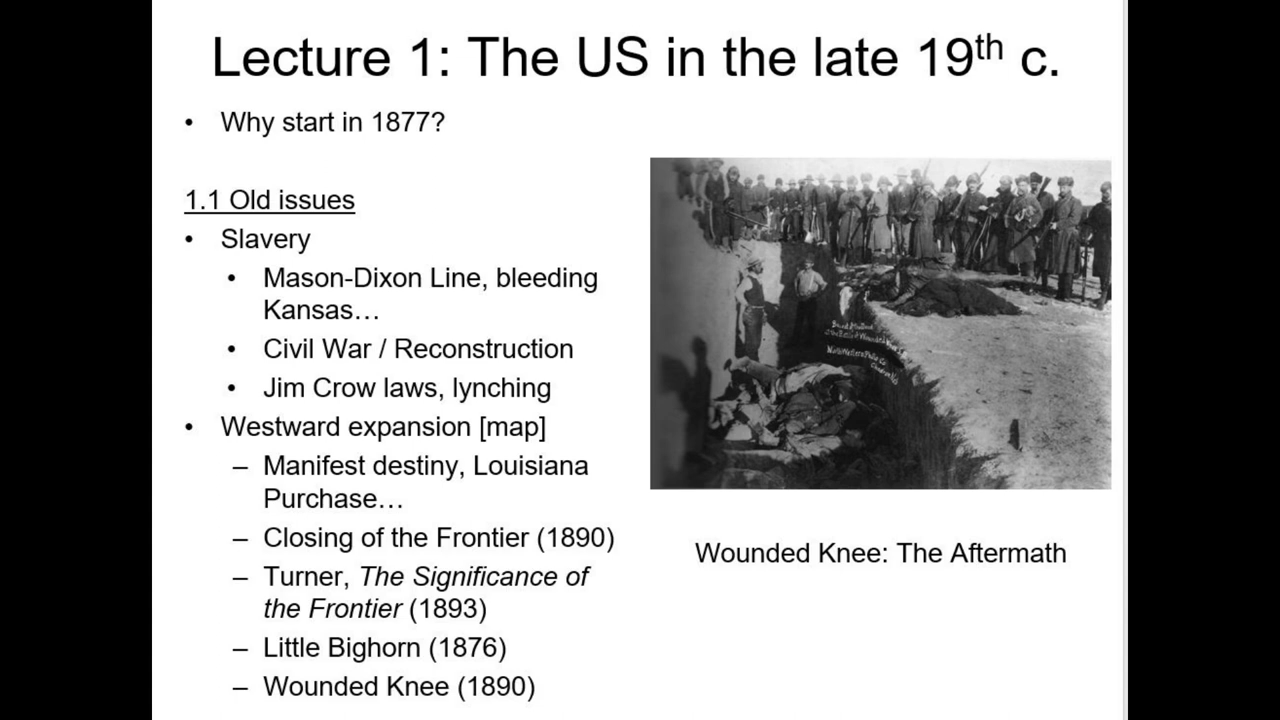 Lecture 1: The US in the late 19th c.
• Why start in 1877?
1.1 Old issues
• Slavery
• Mason-Dixon Line, bleeding
Kansas…
• Civil War / Reconstruction
• Jim Crow laws, lynching
• Westward expansion [map]
– Manifest destiny, Louisiana
Purchase…
– Closing of the Frontier (1890)
– Turner, The Significance of
the Frontier (1893)
– Little Bighorn (1876)
– Wounded Knee (1890)
Wounded Knee: The Aftermath